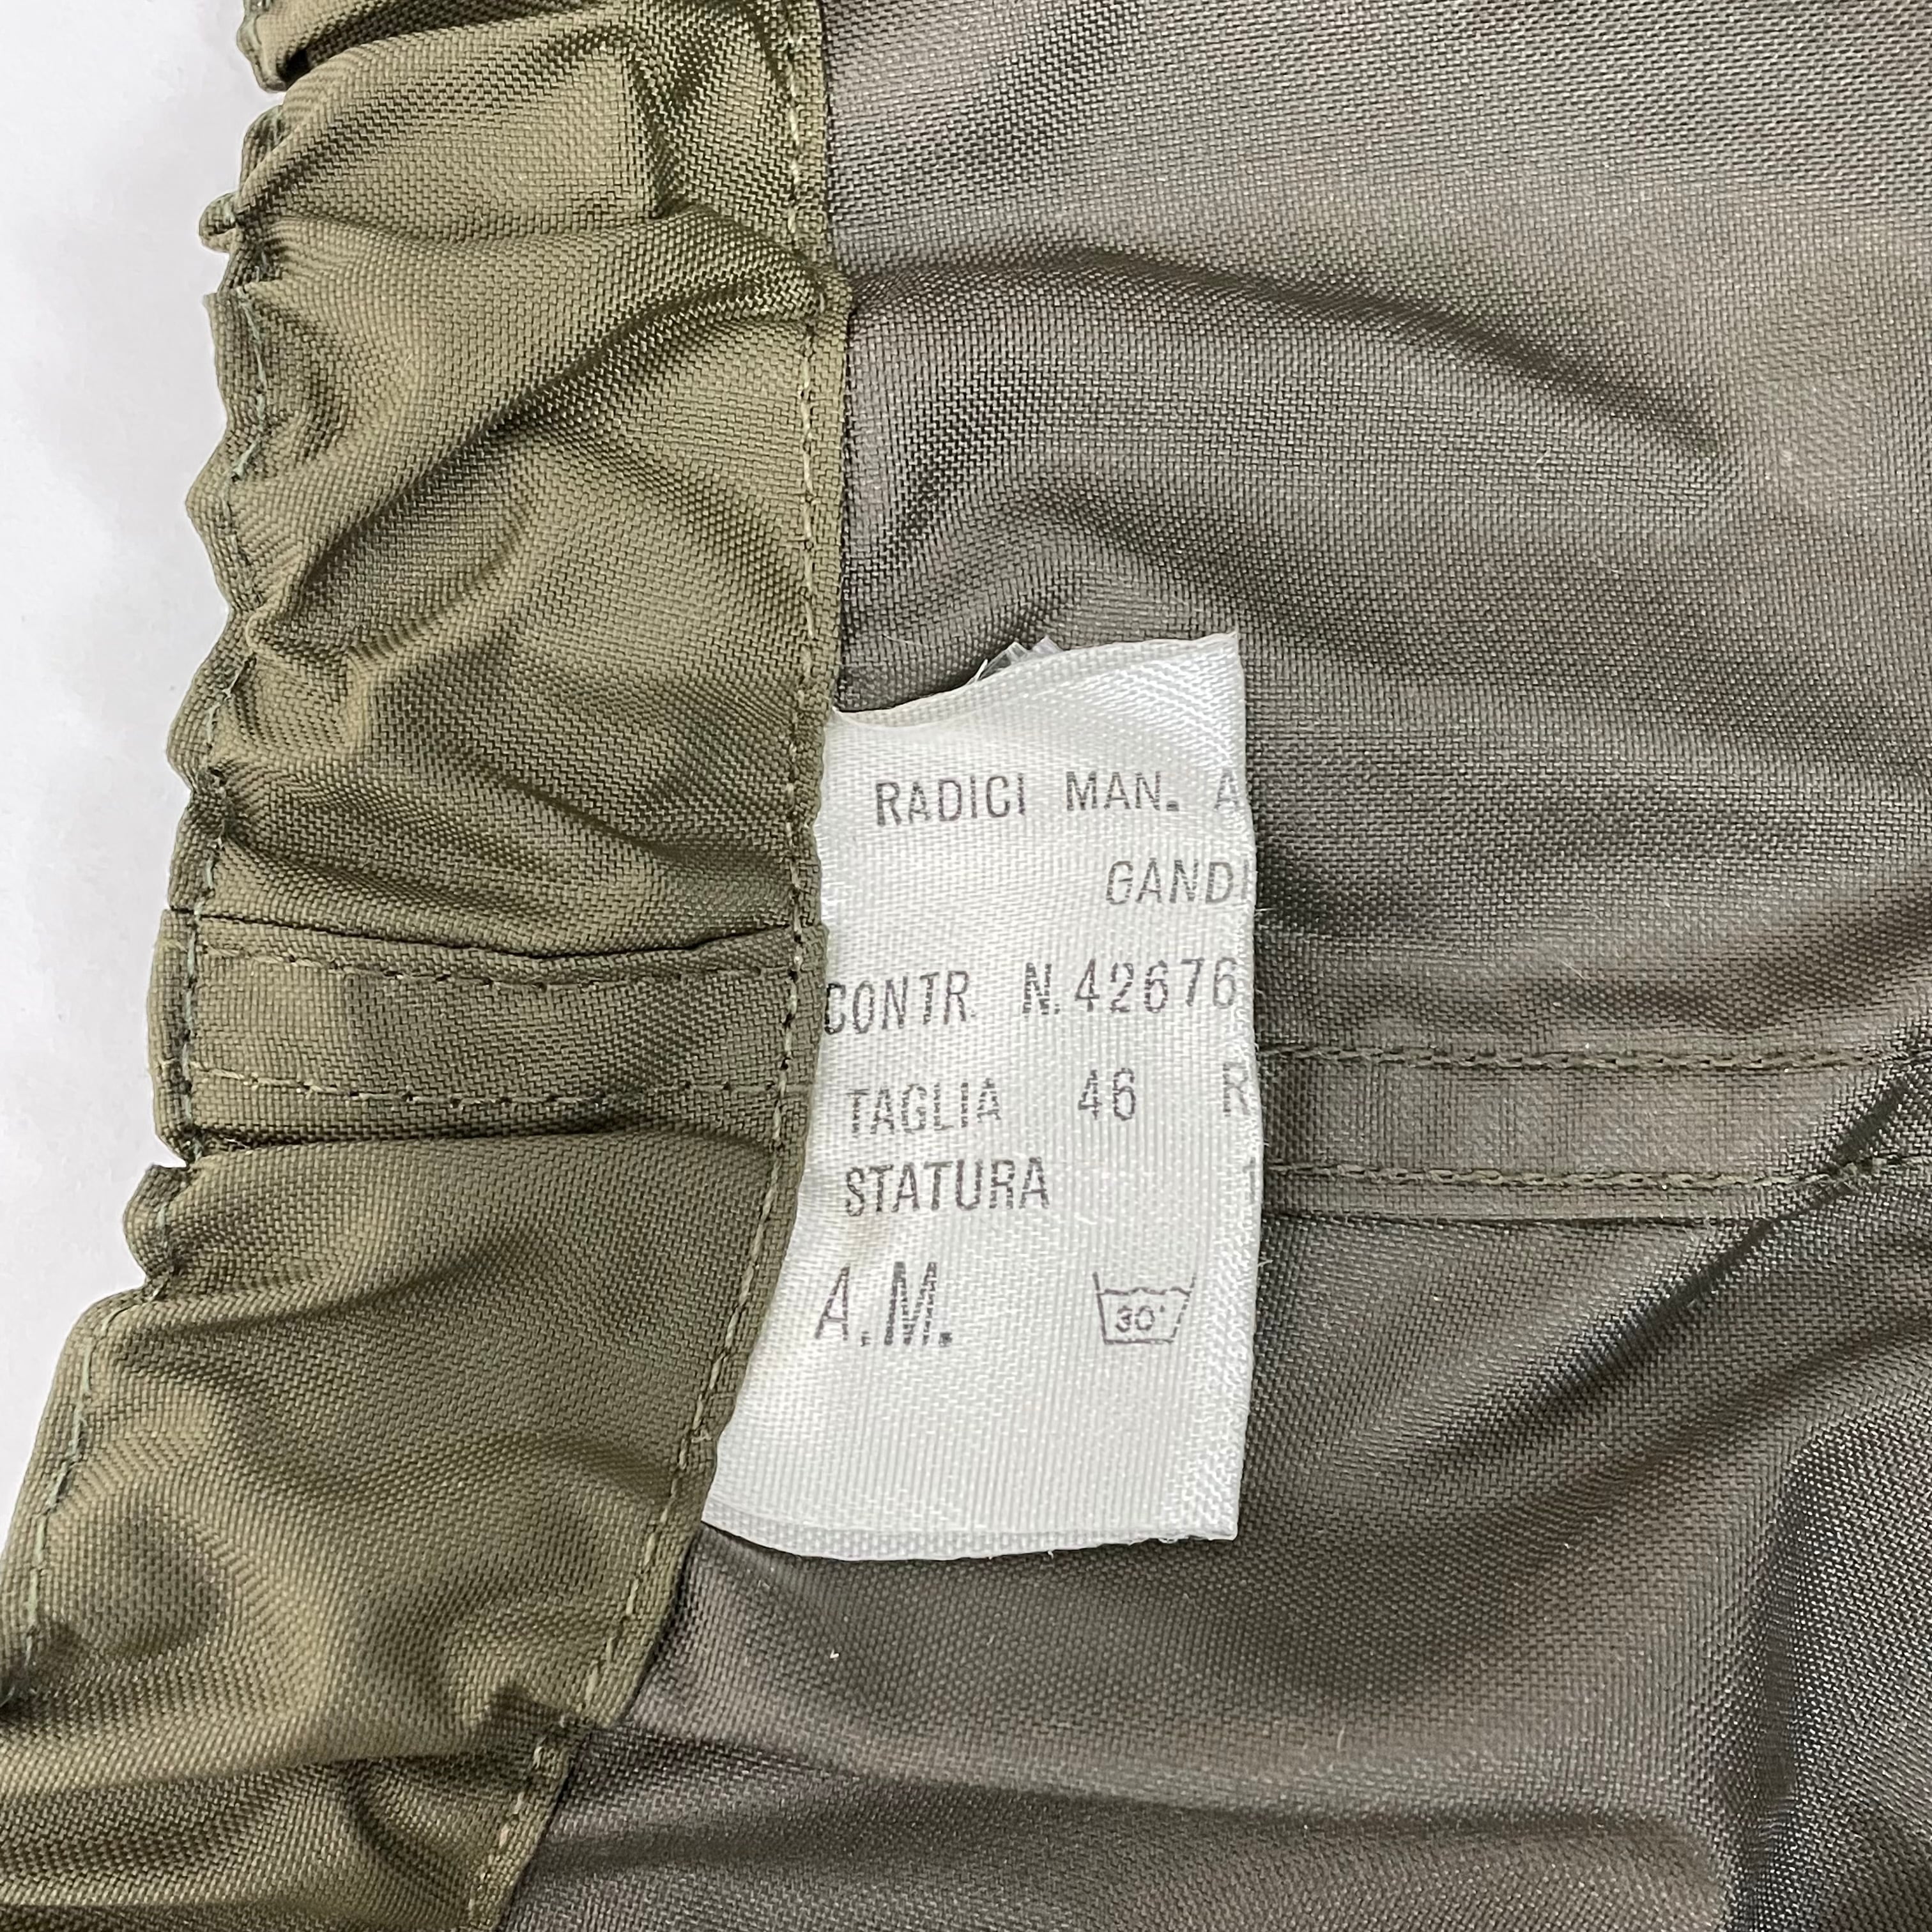 RADICI MAN. A
GANDI
CONTR. N. 42676
TAGLIA 46 R
STATURA
A.M. 30°